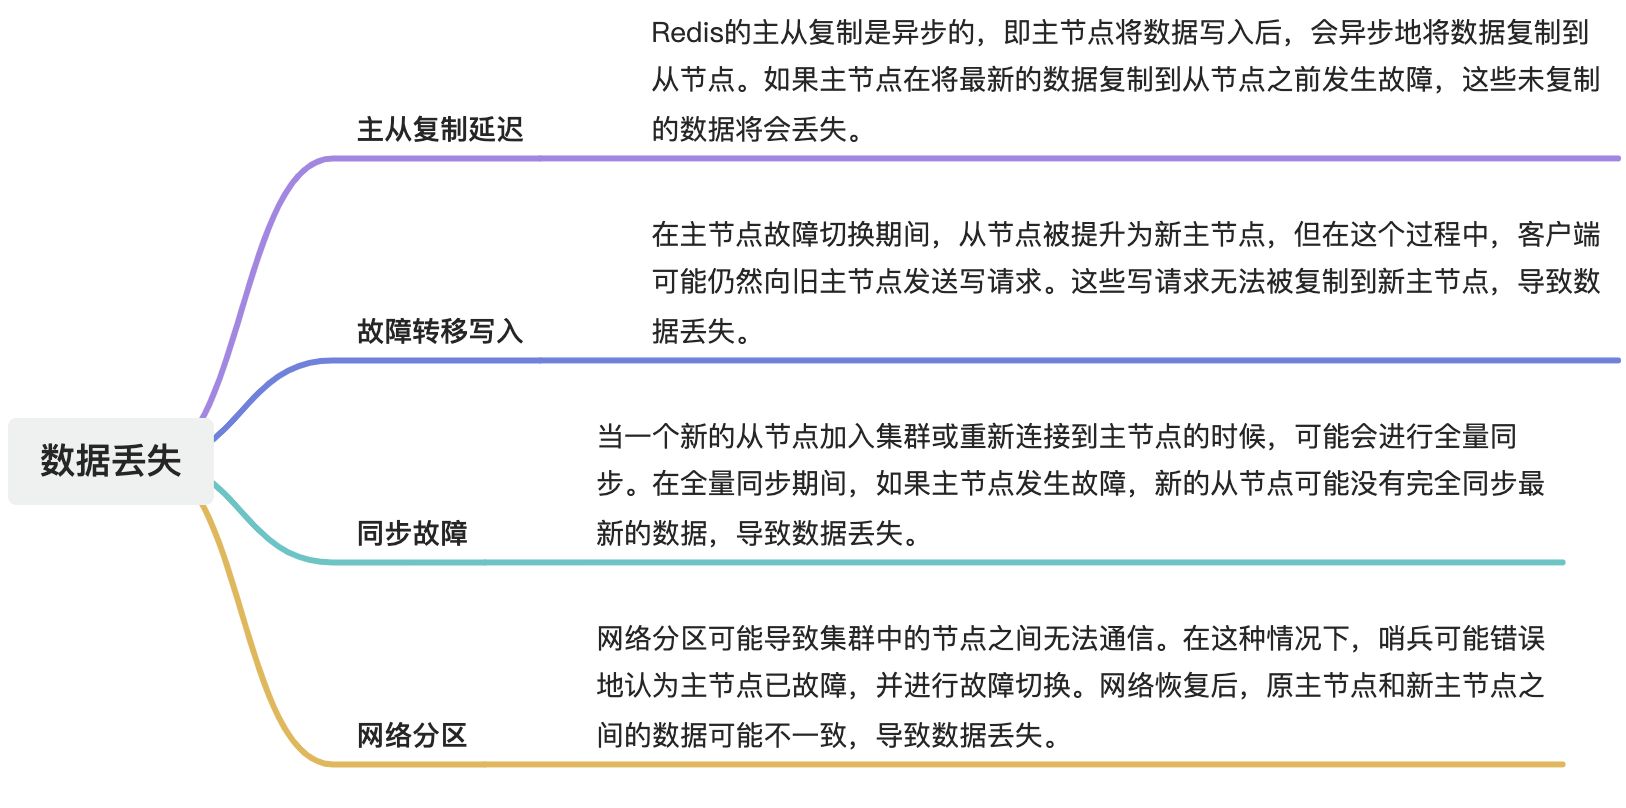 数据丢失
主从复制延迟
Redis的主从复制是异步的，即主节点将数据写入后，会异步地将数据复制到
从节点。如果主节点在将最新的数据复制到从节点之前发生故障，这些未复制
的数据将会丢失。
故障转移写入
在主节点故障切换期间，从节点被提升为新主节点，但在这个过程中，客户端
可能仍然向旧主节点发送写请求。这些写请求无法被复制到新主节点，导致数
据丢失。
同步故障
当一个新的从节点加入集群或重新连接到主节点的时候，可能会进行全量同
步。在全量同步期间，如果主节点发生故障，新的从节点可能没有完全同步最
新的数据，导致数据丢失。
网络分区
网络分区可能导致集群中的节点之间无法通信。在这种情况下，哨兵可能错误
地认为主节点已故障，并进行故障切换。网络恢复后，原主节点和新主节点之
间的数据可能不一致，导致数据丢失。